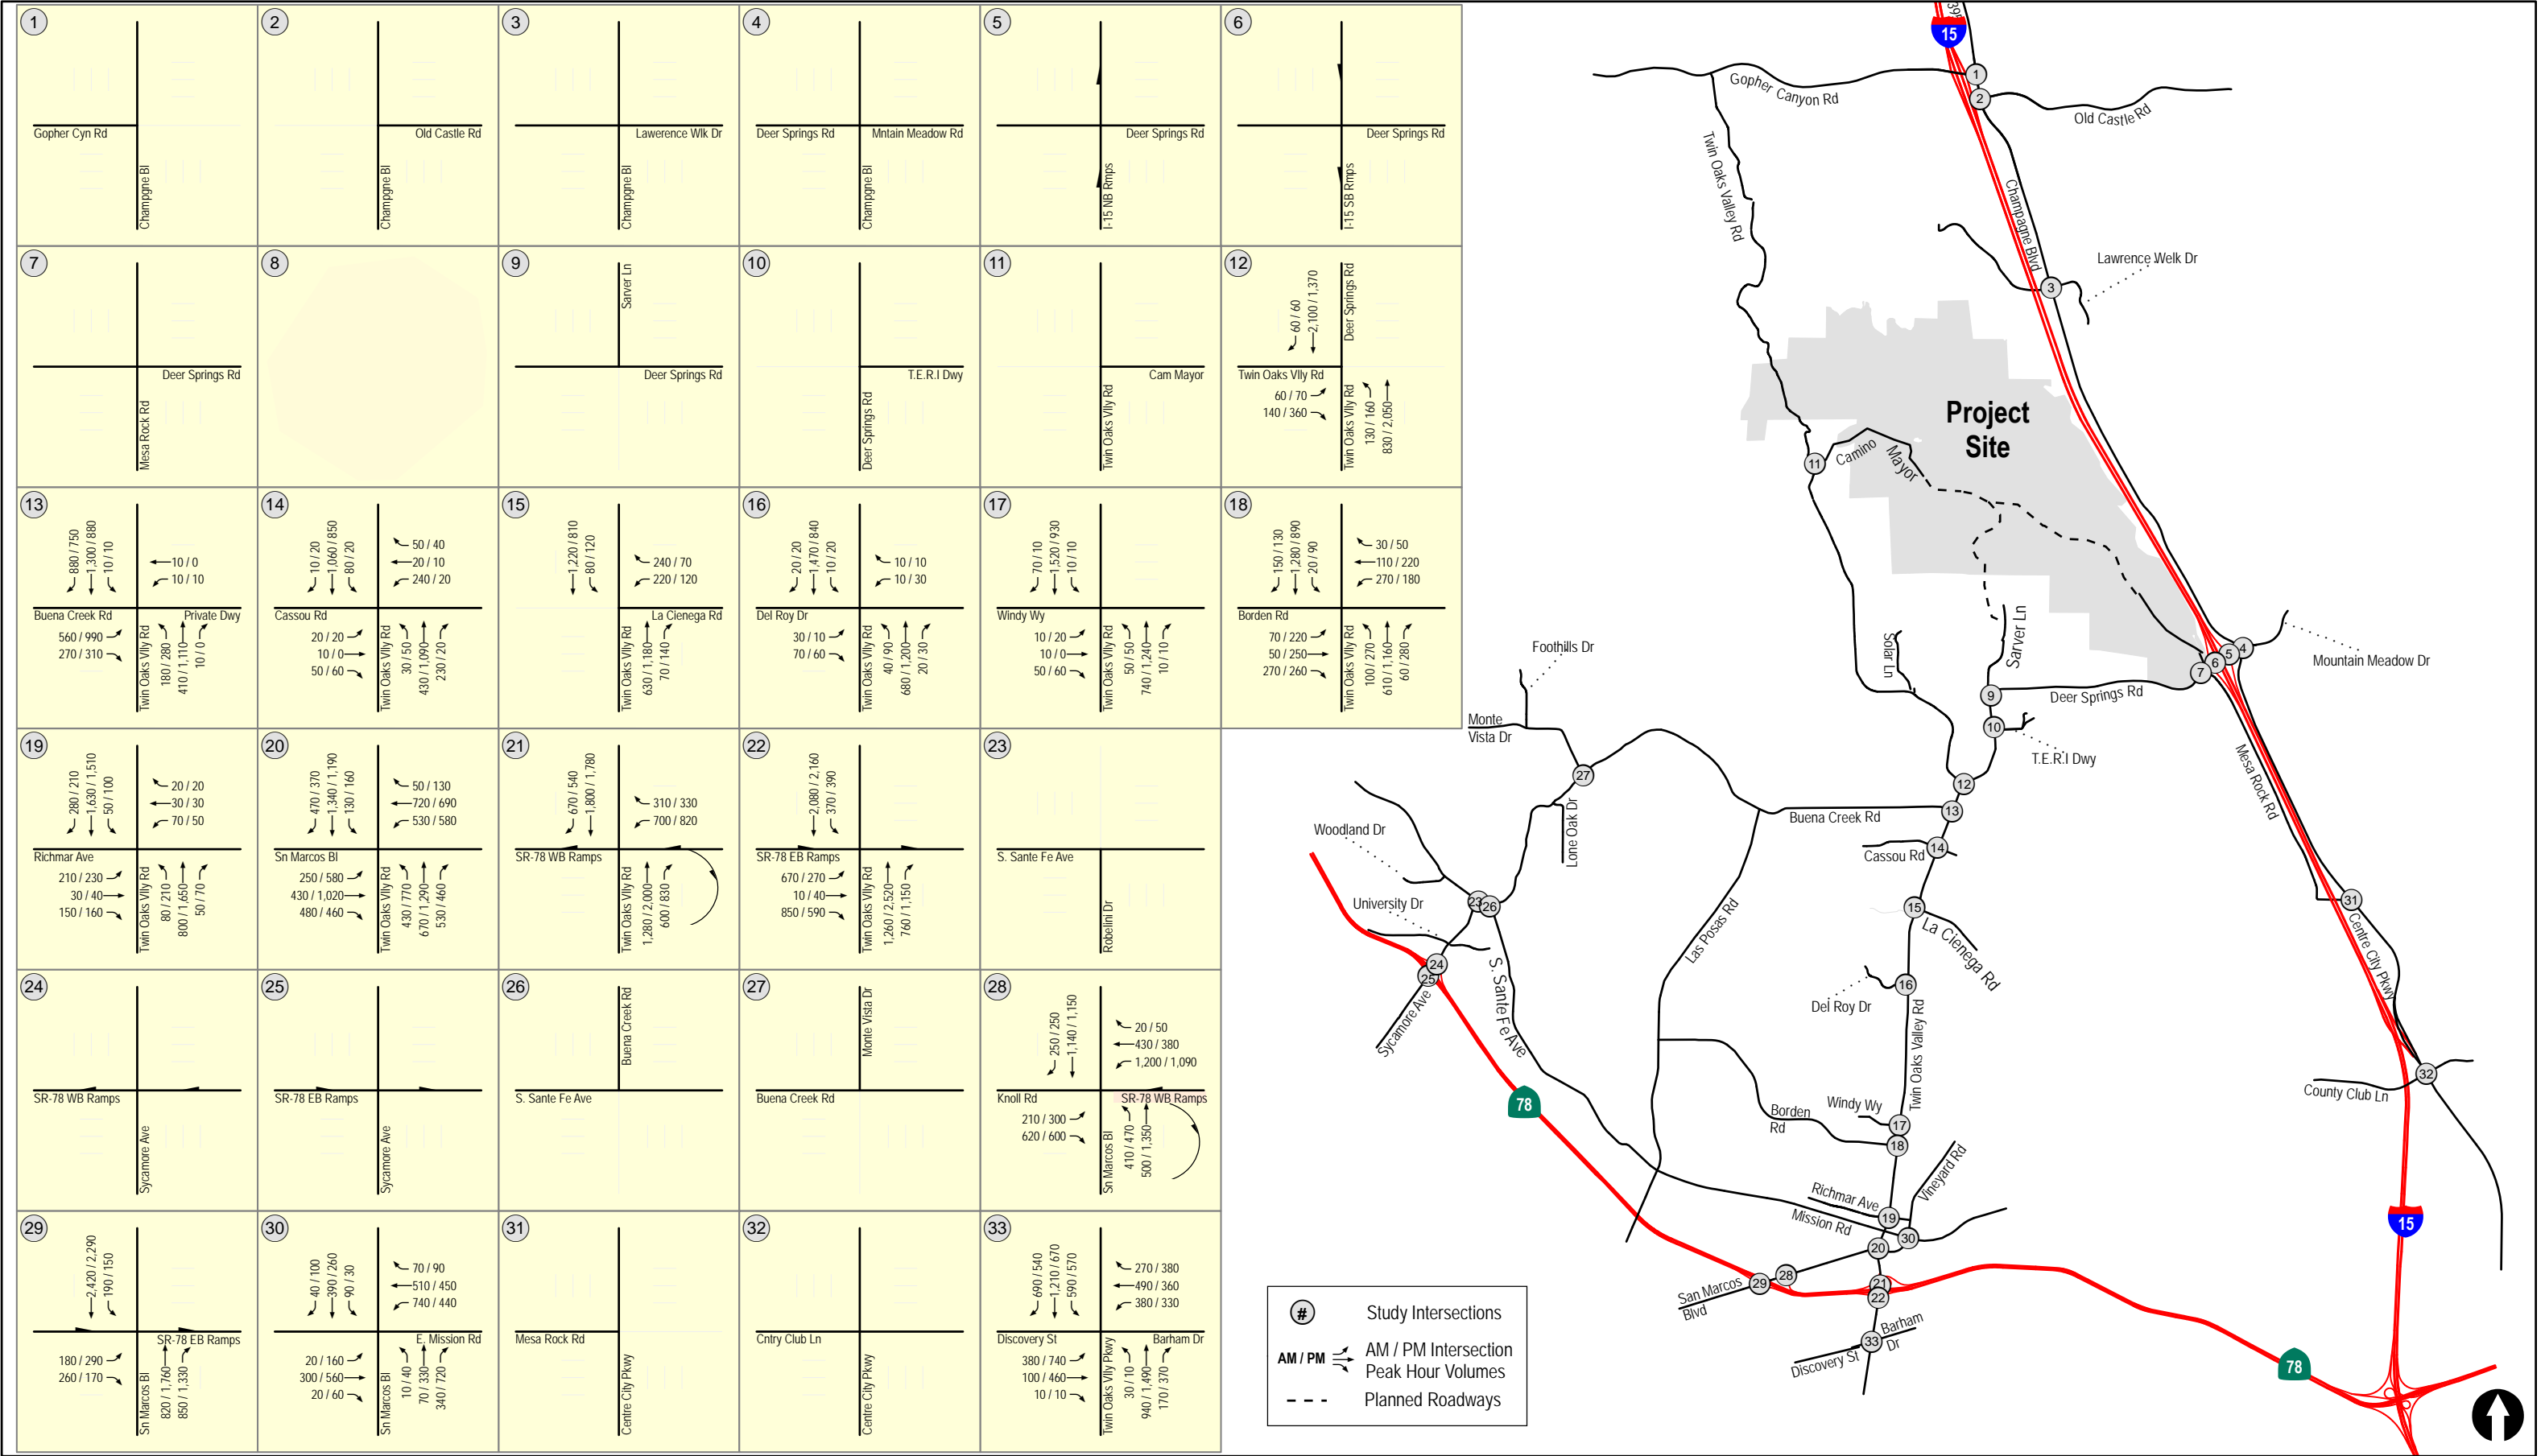 1
Gopher Cyn Rd
Champgne Bl
2
Old Castle Rd
Champgne Bl
3
Lawerence Wlk Dr
Champgne Bl
4
Deer Springs Rd
Mntain Meadow Rd
Champgne Bl
5
Deer Springs Rd
I-15 NB Rmps
6
Deer Springs Rd
I-15 SB Rmps
7
Deer Springs Rd
Mesa Rock Rd
8
9
Sarver Ln
Deer Springs Rd
10
T.E.R.I Dwy
Deer Springs Rd
11
Cam Mayor
Twin Oaks Vlly Rd
12
60 / 60
2,100 / 1,370
Deer Springs Rd
Twin Oaks Vlly Rd
60 / 70
140 / 360
Twin Oaks Vlly Rd
130 / 160
830 / 2,050
13
880 / 750
1,300 / 880
10 / 10
10 / 0
10 / 10
Buena Creek Rd
Private Dwy
560 / 990
270 / 310
Twin Oaks Vlly Rd
180 / 280
410 / 1,110
10 / 0
14
10 / 20
1,060 / 850
80 / 20
50 / 40
20 / 10
240 / 20
Cassou Rd
20 / 20
10 / 0
50 / 60
Twin Oaks Vlly Rd
30 / 50
430 / 1,090
230 / 20
15
1,220 / 810
80 / 120
240 / 70
220 / 120
La Cienega Rd
Twin Oaks Vlly Rd
630 / 1,180
70 / 140
16
20 / 20
1,470 / 840
10 / 20
10 / 10
10 / 30
Del Roy Dr
30 / 10
70 / 60
Twin Oaks Vlly Rd
40 / 90
680 / 1,200
20 / 30
17
70 / 10
1,520 / 930
10 / 10
Windy Wy
10 / 20
10 / 0
50 / 60
Twin Oaks Vlly Rd
50 / 50
740 / 1,240
10 / 10
18
150 / 130
1,280 / 890
20 / 90
30 / 50
110 / 220
270 / 180
Borden Rd
70 / 220
50 / 250
270 / 260
Twin Oaks Vlly Rd
100 / 270
610 / 1,160
60 / 280
19
280 / 210
1,630 / 1,510
50 / 100
20 / 20
30 / 30
70 / 50
Richmar Ave
210 / 230
30 / 40
150 / 160
Twin Oaks Vlly Rd
80 / 210
800 / 1,650
50 / 70
20
470 / 370
1,340 / 1,190
130 / 160
50 / 130
720 / 690
530 / 580
Sn Marcos Bl
250 / 580
430 / 1,020
480 / 460
Twin Oaks Vlly Rd
430 / 770
670 / 1,290
530 / 460
21
670 / 540
1,800 / 1,780
310 / 330
700 / 820
SR-78 WB Ramps
Twin Oaks Vlly Rd
1,280 / 2,000
600 / 830
22
2,080 / 2,160
370 / 390
SR-78 EB Ramps
670 / 270
10 / 40
850 / 590
Twin Oaks Vlly Rd
1,260 / 2,520
760 / 1,150
23
S. Sante Fe Ave
Robelini Dr
24
SR-78 WB Ramps
Sycamore Ave
25
SR-78 EB Ramps
Sycamore Ave
26
Buena Creek Rd
S. Sante Fe Ave
27
Monte Vista Dr
Buena Creek Rd
28
250 / 250
1,140 / 1,150
20 / 50
430 / 380
1,200 / 1,090
Knoll Rd
SR-78 WB Ramps
210 / 300
620 / 600
Sn Marcos Bl
410 / 470
500 / 1,350
29
2,420 / 2,290
190 / 150
SR-78 EB Ramps
180 / 290
260 / 170
Sn Marcos Bl
820 / 1,760
850 / 1,330
30
40 / 100
390 / 260
90 / 30
70 / 90
510 / 450
740 / 440
E. Mission Rd
20 / 160
300 / 560
20 / 60
Sn Marcos Bl
10 / 40
70 / 330
340 / 720
31
Mesa Rock Rd
Centre City Pkwy
32
Cntry Club Ln
Centre City Pkwy
33
690 / 540
1,210 / 670
590 / 570
270 / 380
490 / 360
380 / 330
Discovery St
Barham Dr
380 / 740
100 / 460
10 / 10
Twin Oaks Vlly Pkwy
30 / 10
940 / 1,490
170 / 370
395
15
1
Gopher Canyon Rd
2
Old Castle Rd
Twin Oaks Valley Rd
Champagne Blvd
Lawrence Welk Dr
3
Project
Site
11
Camino
Mayor
Solar Ln
Sarver Ln
4
5
6
7
Mountain Meadow Dr
Foothills Dr
9
Deer Springs Rd
Monte
Vista Dr
10
T.E.R.I Dwy
Mesa Rock Rd
27
12
13
Buena Creek Rd
Lone Oak Dr
Woodland Dr
14
Cassou Rd
University Dr
23
26
15
La Cienega Rd
31
Centre City Pkwy
Las Posas Rd
24
25
S. Sante Fe Ave
16
Del Roy Dr
Sycamore Ave
Twin Oaks Valley Rd
32
County Club Ln
78
Windy Wy
Borden
Rd
17
18
Vineyard Rd
Richmar Ave
19
Mission Rd
15
30
20
28
29
San Marcos
Blvd
21
22
Barham
Dr
33
Discovery St
78
#
Study Intersections
AM / PM
AM / PM Intersection
Peak Hour Volumes
Planned Roadways